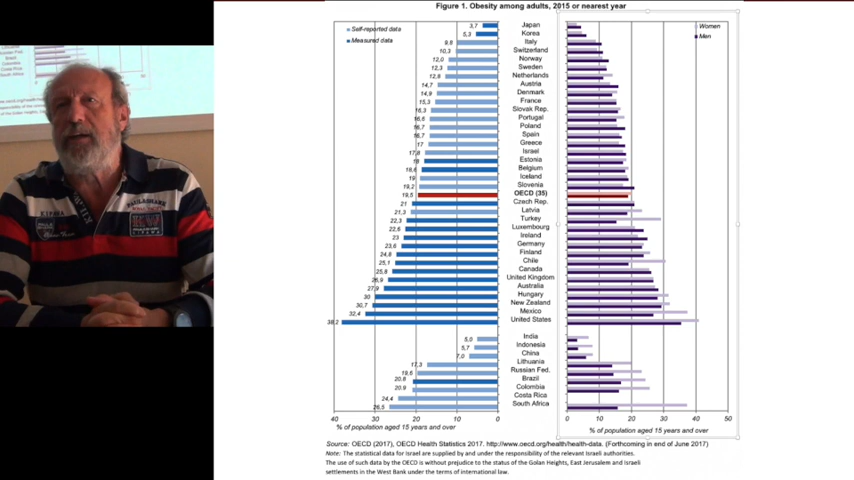 Figure 1. Obesity among adults, 2015 or nearest year
Self-reported data
Measured data
Women
Men
3,7 Japan
5,3 Korea
9,8 Italy
10,3 Switzerland
12,0 Norway
12,3 Sweden
12,8 Netherlands
14,7 Austria
14,9 Denmark
15,3 France
16,3 Slovak Rep.
16,6 Portugal
16,7 Poland
16,7 Spain
17 Greece
17,8 Israel
18 Estonia
18,6 Belgium
19 Iceland
19,2 Slovenia
19,5 OECD (35)
21 Czech Rep.
21,3 Latvia
22,3 Turkey
22,6 Luxembourg
23 Ireland
23,6 Germany
24,8 Finland
25,1 Chile
25,8 Canada
26,9 United Kingdom
27,9 Australia
30 Hungary
30,7 New Zealand
32,4 Mexico
38,2 United States
5,0 India
5,7 Indonesia
7,0 China
17,3 Lithuania
19,6 Russian Fed.
20,8 Brazil
20,9 Colombia
24,4 Costa Rica
26,5 South Africa
40 30 20 10 0
0 10 20 30 40 50
% of population aged 15 years and over
% of population aged 15 years and over
Source: OECD (2017), OECD Health Statistics 2017. http://www.oecd.org/health/health-data. (Forthcoming in end of June 2017)
Note: The statistical data for Israel are supplied by and under the responsibility of the relevant Israeli authorities.
The use of such data by the OECD is without prejudice to the status of the Golan Heights, East Jerusalem and Israeli
settlements in the West Bank under the terms of international law.
PAUL&SHARK
KIPAWA